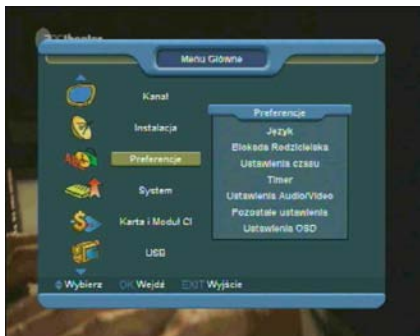 Menu Główne
Kanał
Instalacja
Preferencje
System
Karta i Moduł CI
USB
Preferencje
Język
Blokada Rodzicielska
Ustawienia czasu
Timer
Ustawienia Audio/Video
Pozostałe ustawienia
Ustawienia OSD
Wybierz OK Wejdź EXIT Wyjście